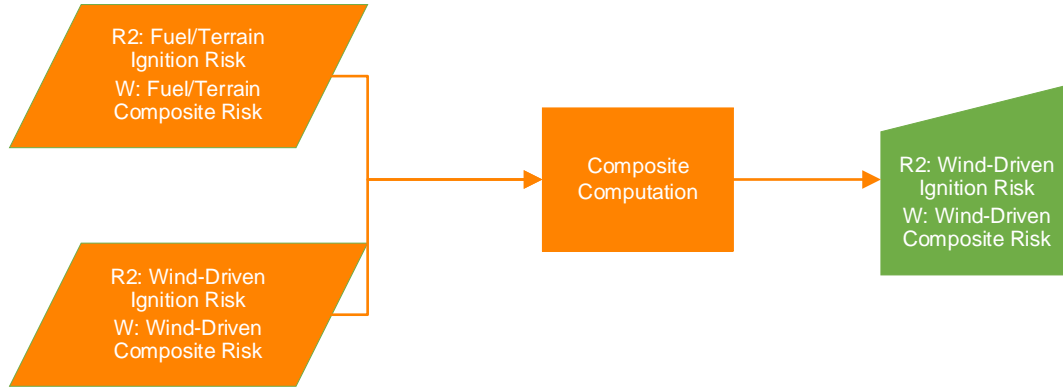 R2: Fuel/Terrain
Ignition Risk
W: Fuel/Terrain
Composite Risk
R2: Wind-Driven
Ignition Risk
W: Wind-Driven
Composite Risk
Composite
Computation
R2: Wind-Driven
Ignition Risk
W: Wind-Driven
Composite Risk